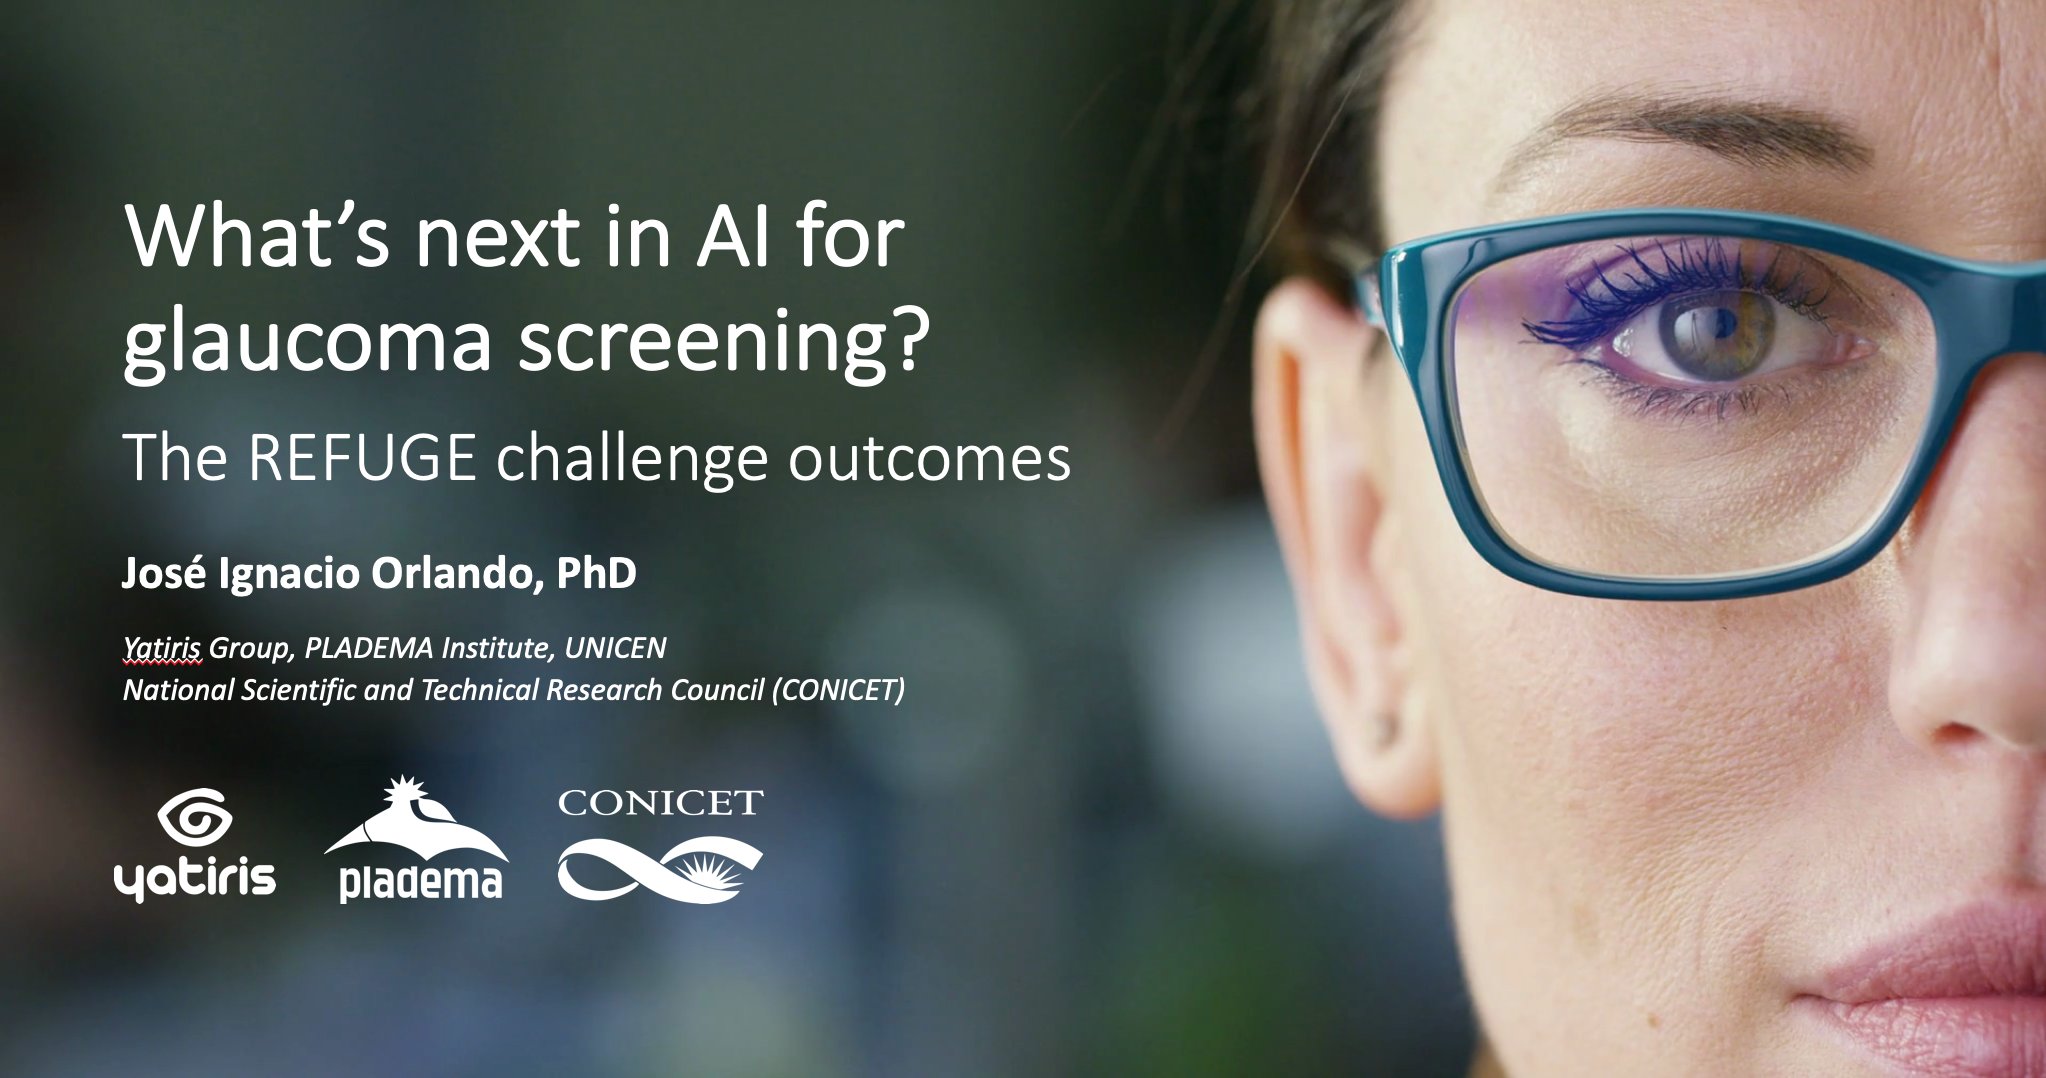 What’s next in AI for
glaucoma screening?
The REFUGE challenge outcomes
José Ignacio Orlando, PhD
Yatiris Group, PLADEMA Institute, UNICEN
National Scientific and Technical Research Council (CONICET)
yatiris
pladema
CONICET